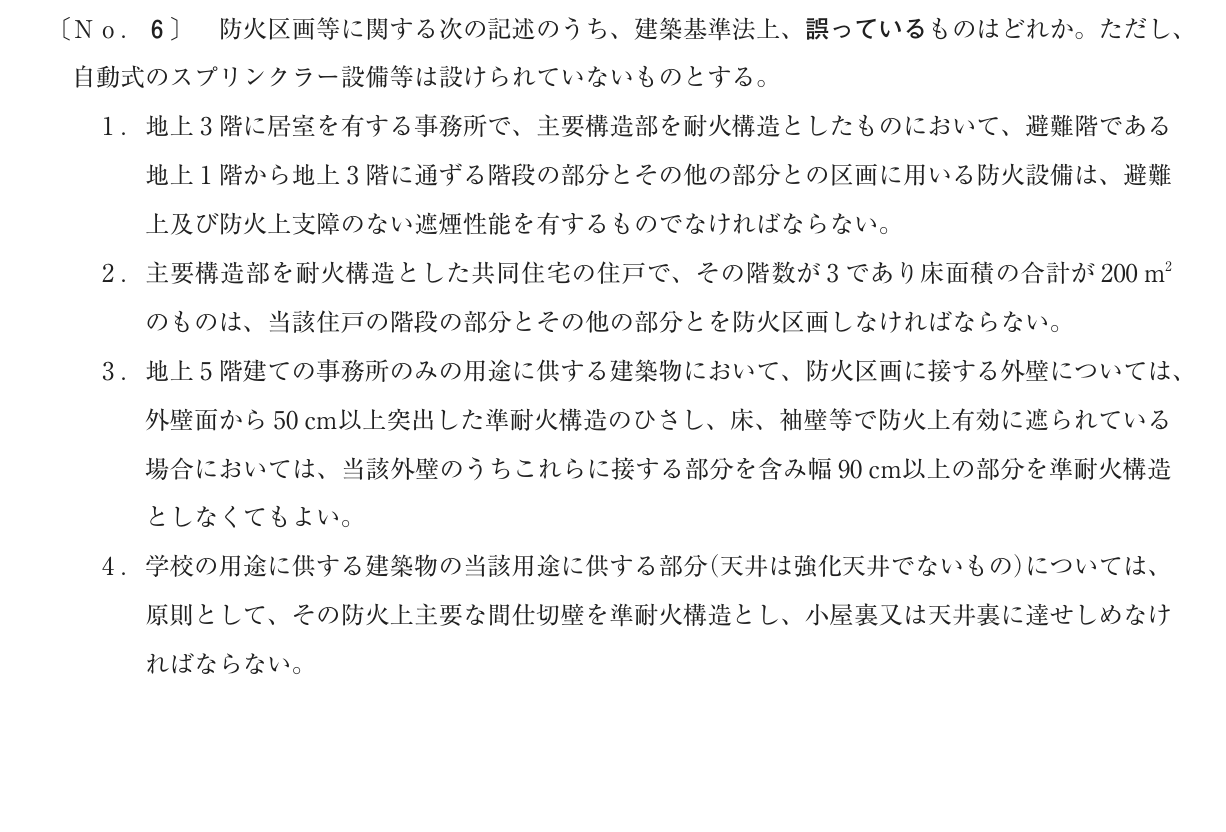 〔Ｎｏ．６〕　防火区画等に関する次の記述のうち、建築基準法上、誤っているものはどれか。ただし、
自動式のスプリンクラー設備等は設けられていないものとする。
１．地上３階に居室を有する事務所で、主要構造部を耐火構造としたものにおいて、避難階である
地上１階から地上３階に通ずる階段の部分とその他の部分との区画に用いる防火設備は、避難
上及び防火上支障のない遮煙性能を有するものでなければならない。
２．主要構造部を耐火構造とした共同住宅の住戸で、その階数が３であり床面積の合計が 200 m²
のものは、当該住戸の階段の部分とその他の部分とを防火区画しなければならない。
３．地上５階建ての事務所のみの用途に供する建築物において、防火区画に接する外壁については、
外壁面から 50 cm以上突出した準耐火構造のひさし、床、袖壁等で防火上有効に遮られている
場合においては、当該外壁のうちこれらに接する部分を含み幅 90 cm以上の部分を準耐火構造
としなくてもよい。
４．学校の用途に供する建築物の当該用途に供する部分(天井は強化天井でないもの)については、
原則として、その防火上主要な間仕切壁を準耐火構造とし、小屋裏又は天井裏に達せしめなけ
ればならない。